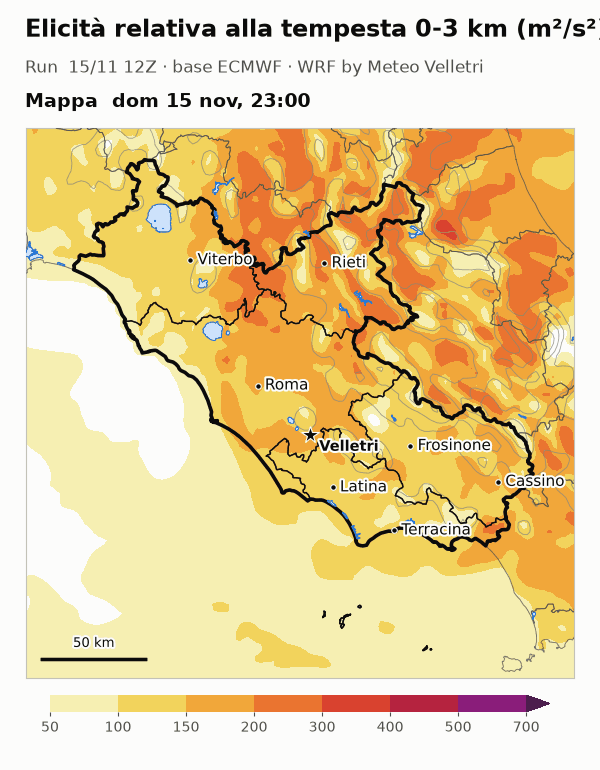 Elicità relativa alla tempesta 0-3 km (m²/s²)
Run 15/11 12Z · base ECMWF · WRF by Meteo Velletri
Mappa dom 15 nov, 23:00
Viterbo
Rieti
Roma
Velletri
Frosinone
Latina
Cassino
Terracina
50 km
50 100 150 200 300 400 500 700